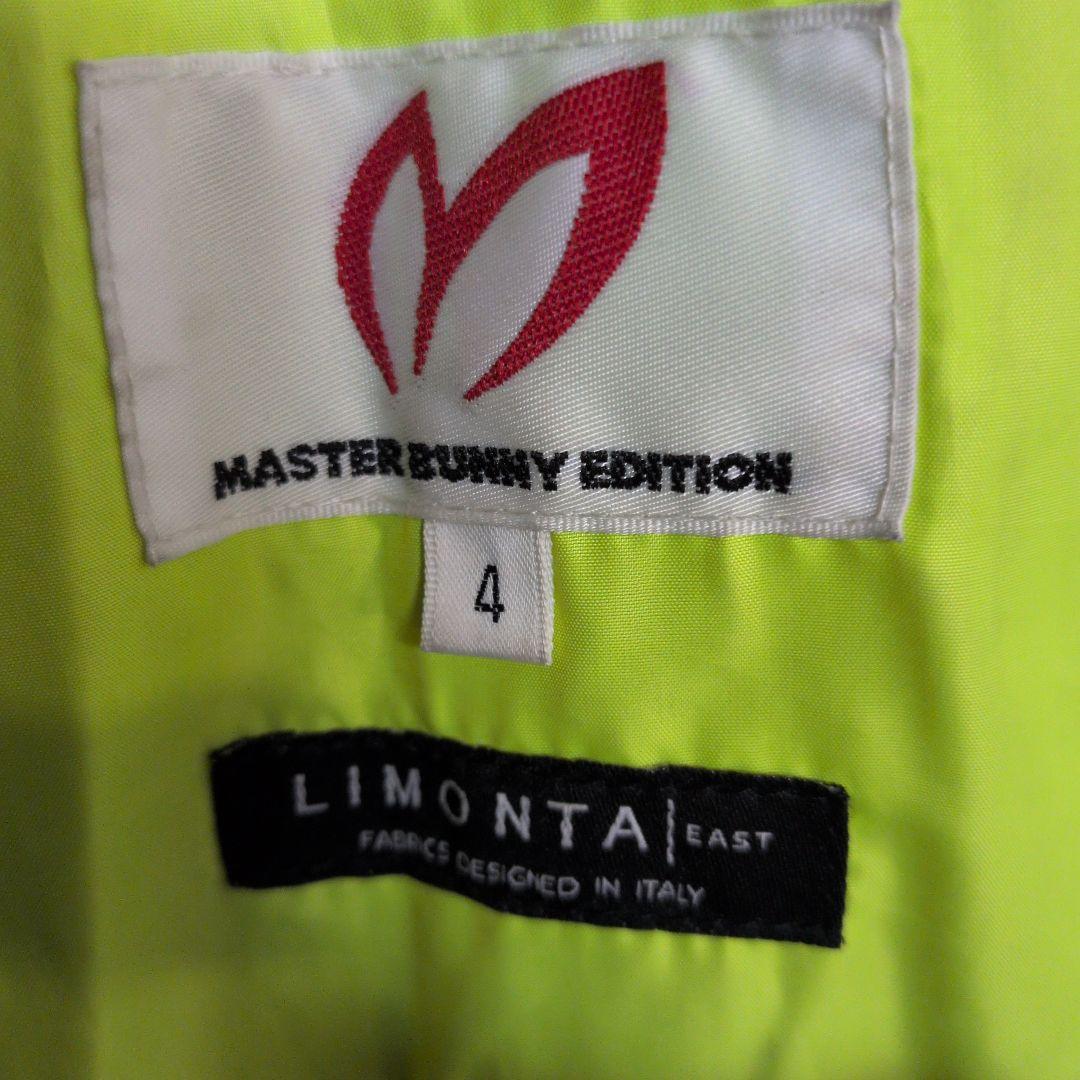 MASTER BUNNY EDITION
4
LIMONTA | EAST
FABRICS DESIGNED IN ITALY